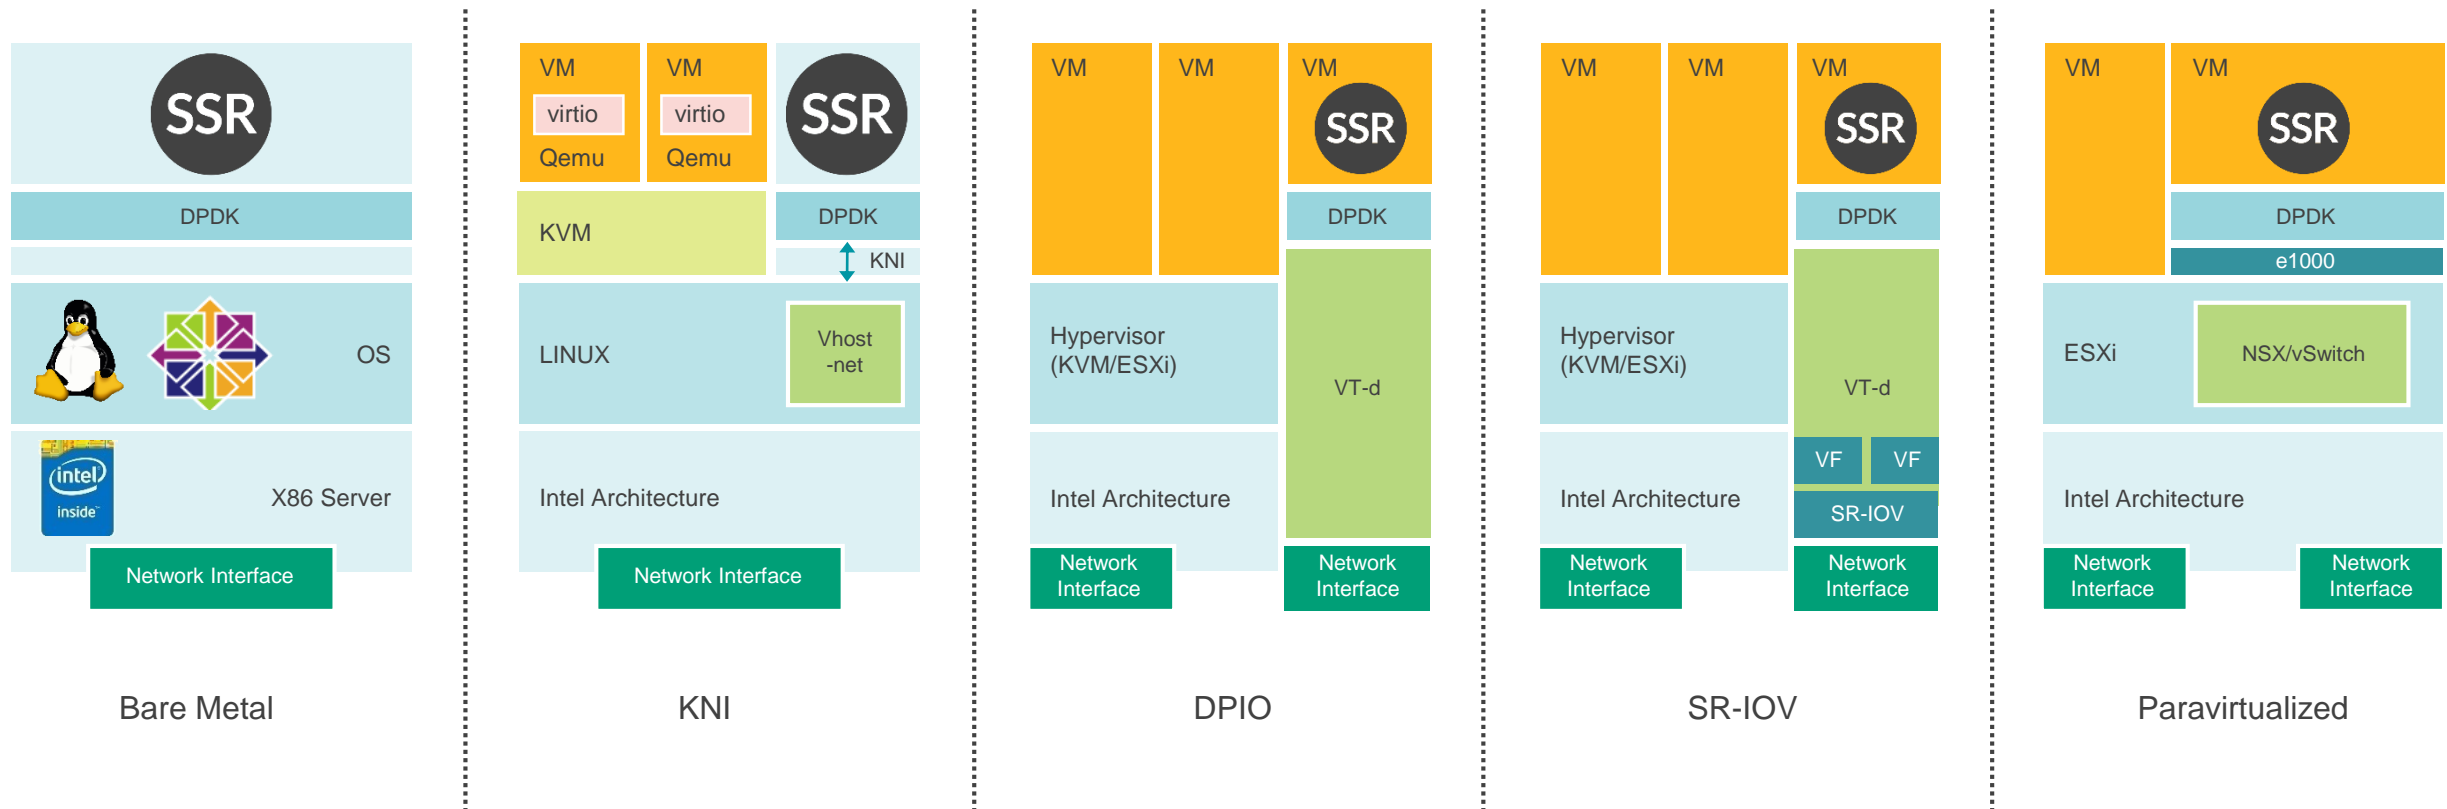 SSR
DPDK
OS
intel
inside
X86 Server
Network Interface
Bare Metal
VM
virtio
Qemu
VM
virtio
Qemu
SSR
KVM
DPDK
KNI
LINUX
Vhost
-net
Intel Architecture
Network Interface
KNI
VM
VM
VM
SSR
DPDK
Hypervisor
(KVM/ESXi)
VT-d
Intel Architecture
Network
Interface
Network
Interface
DPIO
VM
VM
VM
SSR
DPDK
Hypervisor
(KVM/ESXi)
VT-d
VF
VF
SR-IOV
Intel Architecture
Network
Interface
Network
Interface
SR-IOV
VM
VM
SSR
DPDK
e1000
ESXi
NSX/vSwitch
Intel Architecture
Network
Interface
Network
Interface
Paravirtualized